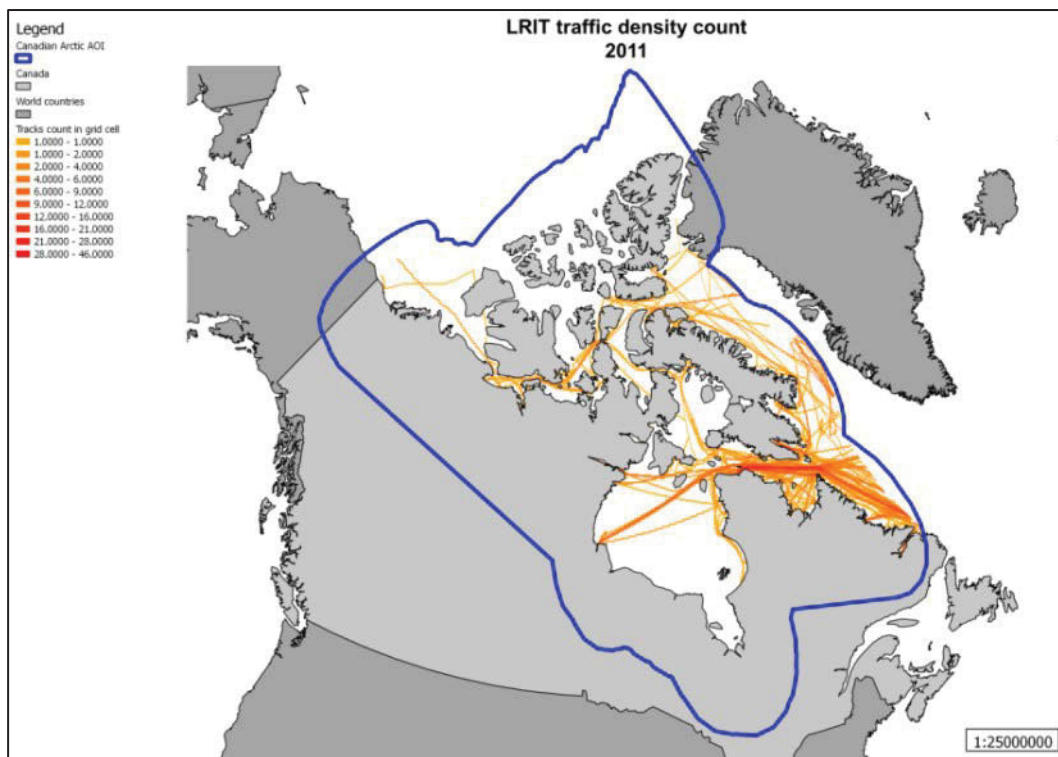 LRIT traffic density count
2011
Legend
Canadian Arctic AOI
Canada
World countries
Tracks count in grid cell
1.0000 - 1.0000
1.0000 - 2.0000
2.0000 - 4.0000
4.0000 - 6.0000
6.0000 - 9.0000
9.0000 - 12.0000
12.0000 - 16.0000
16.0000 - 21.0000
21.0000 - 28.0000
28.0000 - 46.0000
1:25000000